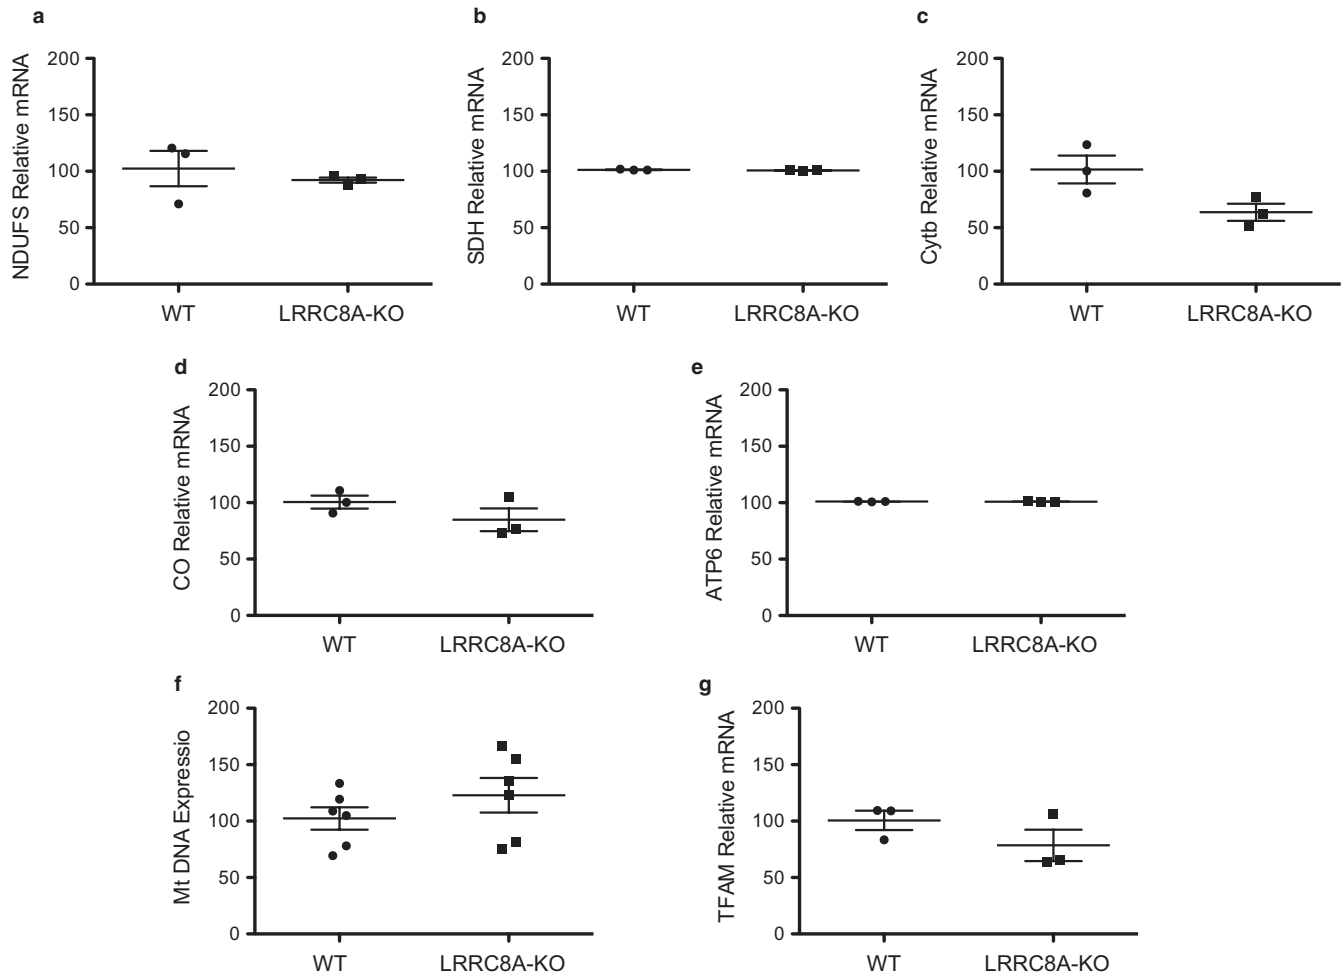 a
b
c
NDUFS Relative mRNA
200
150
100
50
0
WT
LRRC8A-KO
SDH Relative mRNA
200
150
100
50
0
WT
LRRC8A-KO
Cytb Relative mRNA
200
150
100
50
0
WT
LRRC8A-KO
d
e
CO Relative mRNA
200
150
100
50
0
WT
LRRC8A-KO
ATP6 Relative mRNA
200
150
100
50
0
WT
LRRC8A-KO
f
g
Mt DNA Expressio
200
150
100
50
0
WT
LRRC8A-KO
TFAM Relative mRNA
200
150
100
50
0
WT
LRRC8A-KO